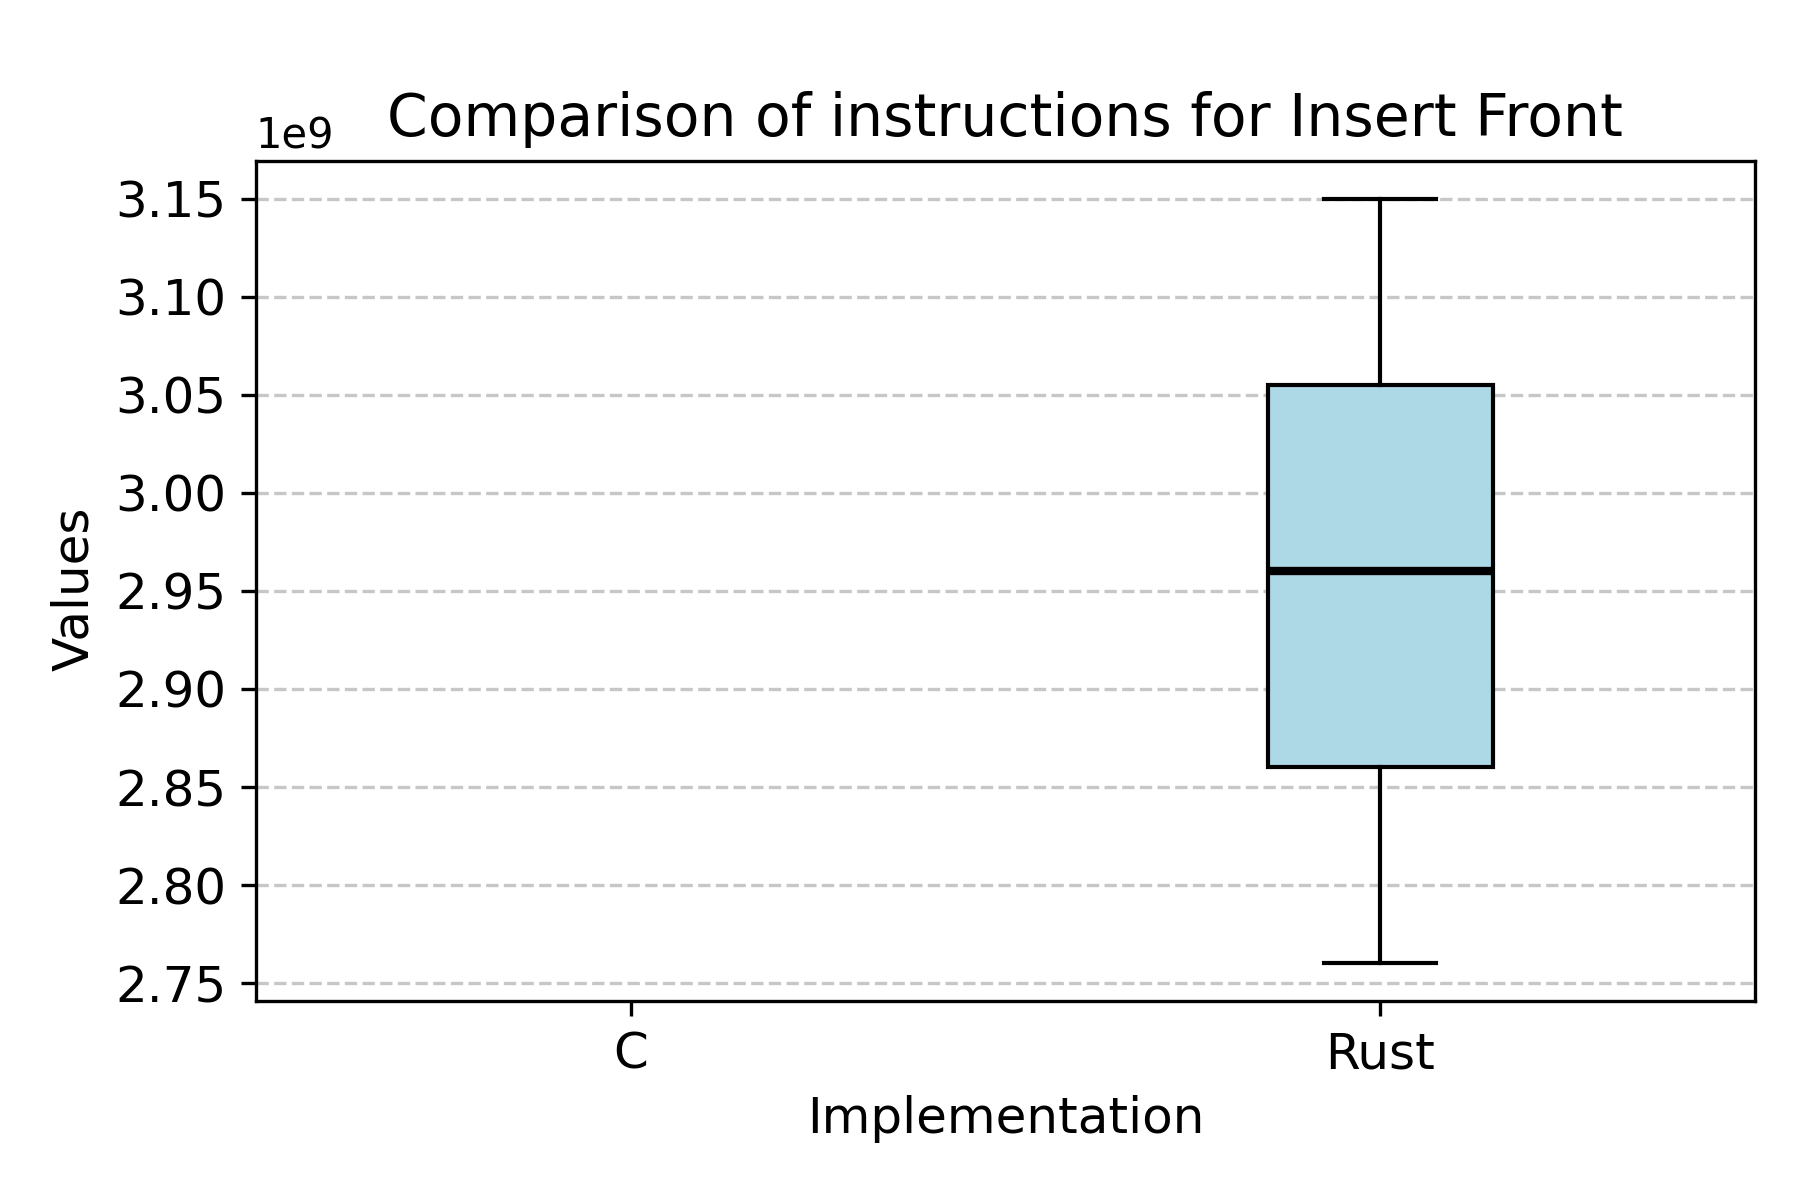 Comparison of instructions for Insert Front
1e9
3.15
3.10
3.05
3.00
2.95
2.90
2.85
2.80
2.75
Values
C
Rust
Implementation